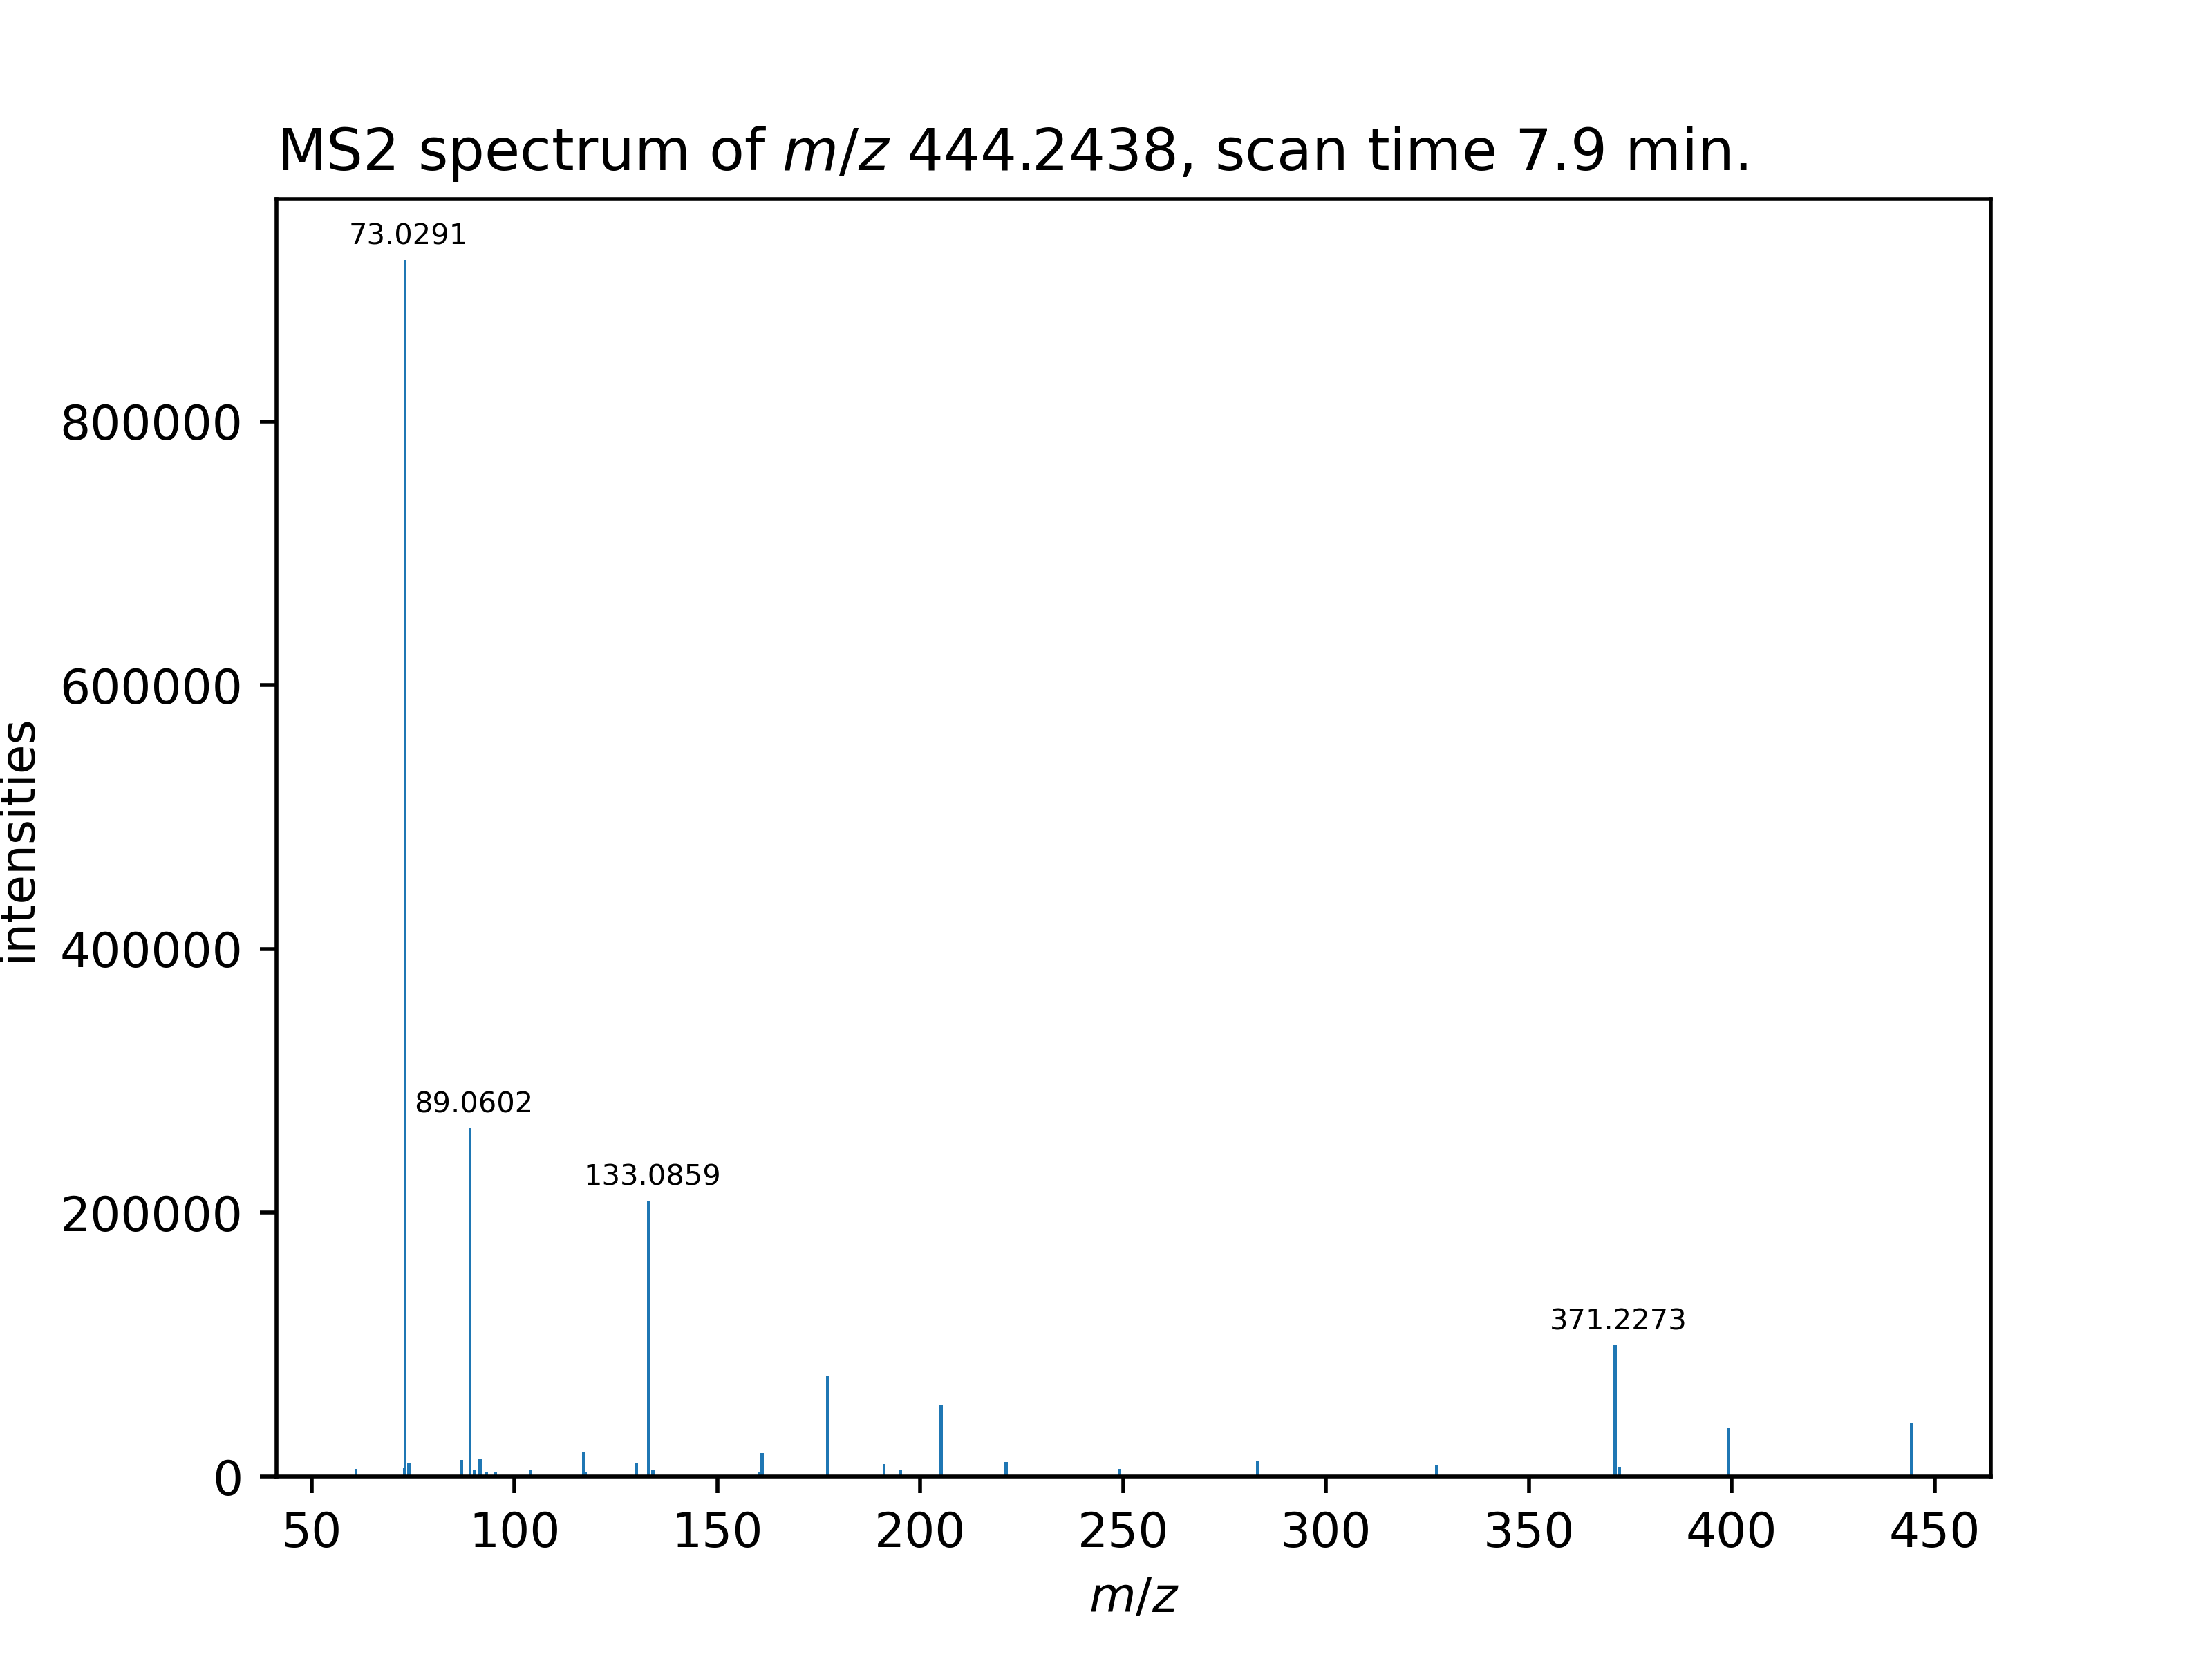 MS2 spectrum of m/z 444.2438, scan time 7.9 min.
73.0291
800000
600000
intensities
400000
89.0602
133.0859
200000
371.2273
0
50 100 150 200 250 300 350 400 450
m/z